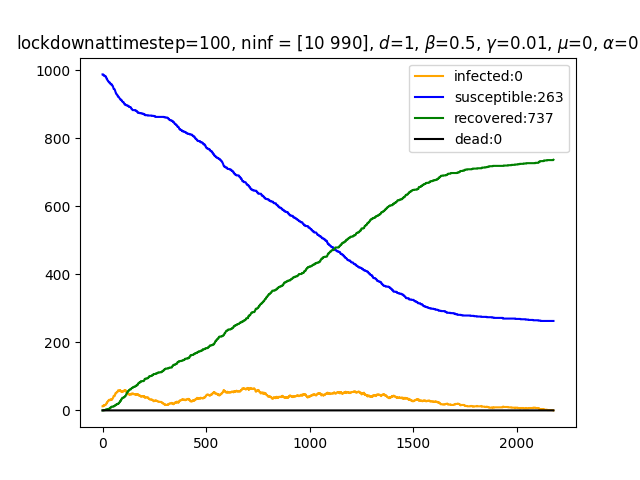 lockdownattimestep=100, ninf = [10 990], d=1, β=0.5, γ=0.01, μ=0, α=0
infected:0
susceptible:263
recovered:737
dead:0
1000
800
600
400
200
0
0 500 1000 1500 2000